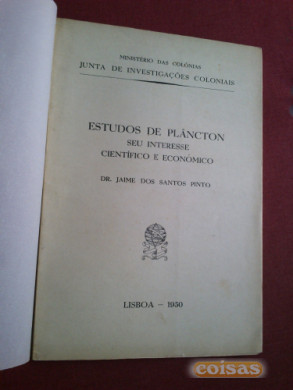 MINISTÉRIO DAS COLÓNIAS
JUNTA DE INVESTIGAÇÕES COLONIAIS
ESTUDOS DE PLÂNCTON
SEU INTERESSE
CIENTÍFICO E ECONÓMICO
DR. JAIME DOS SANTOS PINTO
LISBOA — 1950
coisas